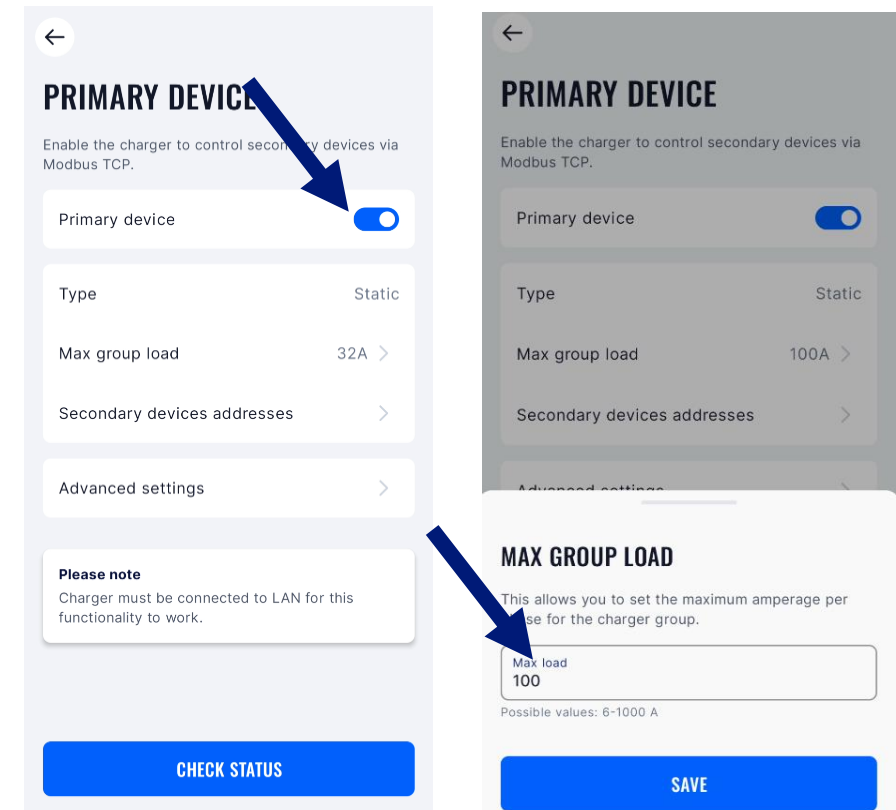 PRIMARY DEVICE
Enable the charger to control secondary devices via
Modbus TCP.
Primary device
Type Static
Max group load 32A
Secondary devices addresses
Advanced settings
Please note
Charger must be connected to LAN for this
functionality to work.
CHECK STATUS
PRIMARY DEVICE
Enable the charger to control secondary devices via
Modbus TCP.
Primary device
Type Static
Max group load 100A
Secondary devices addresses
Advanced settings
MAX GROUP LOAD
This allows you to set the maximum amperage per
phase for the charger group.
Max load
100
Possible values: 6-1000 A
SAVE